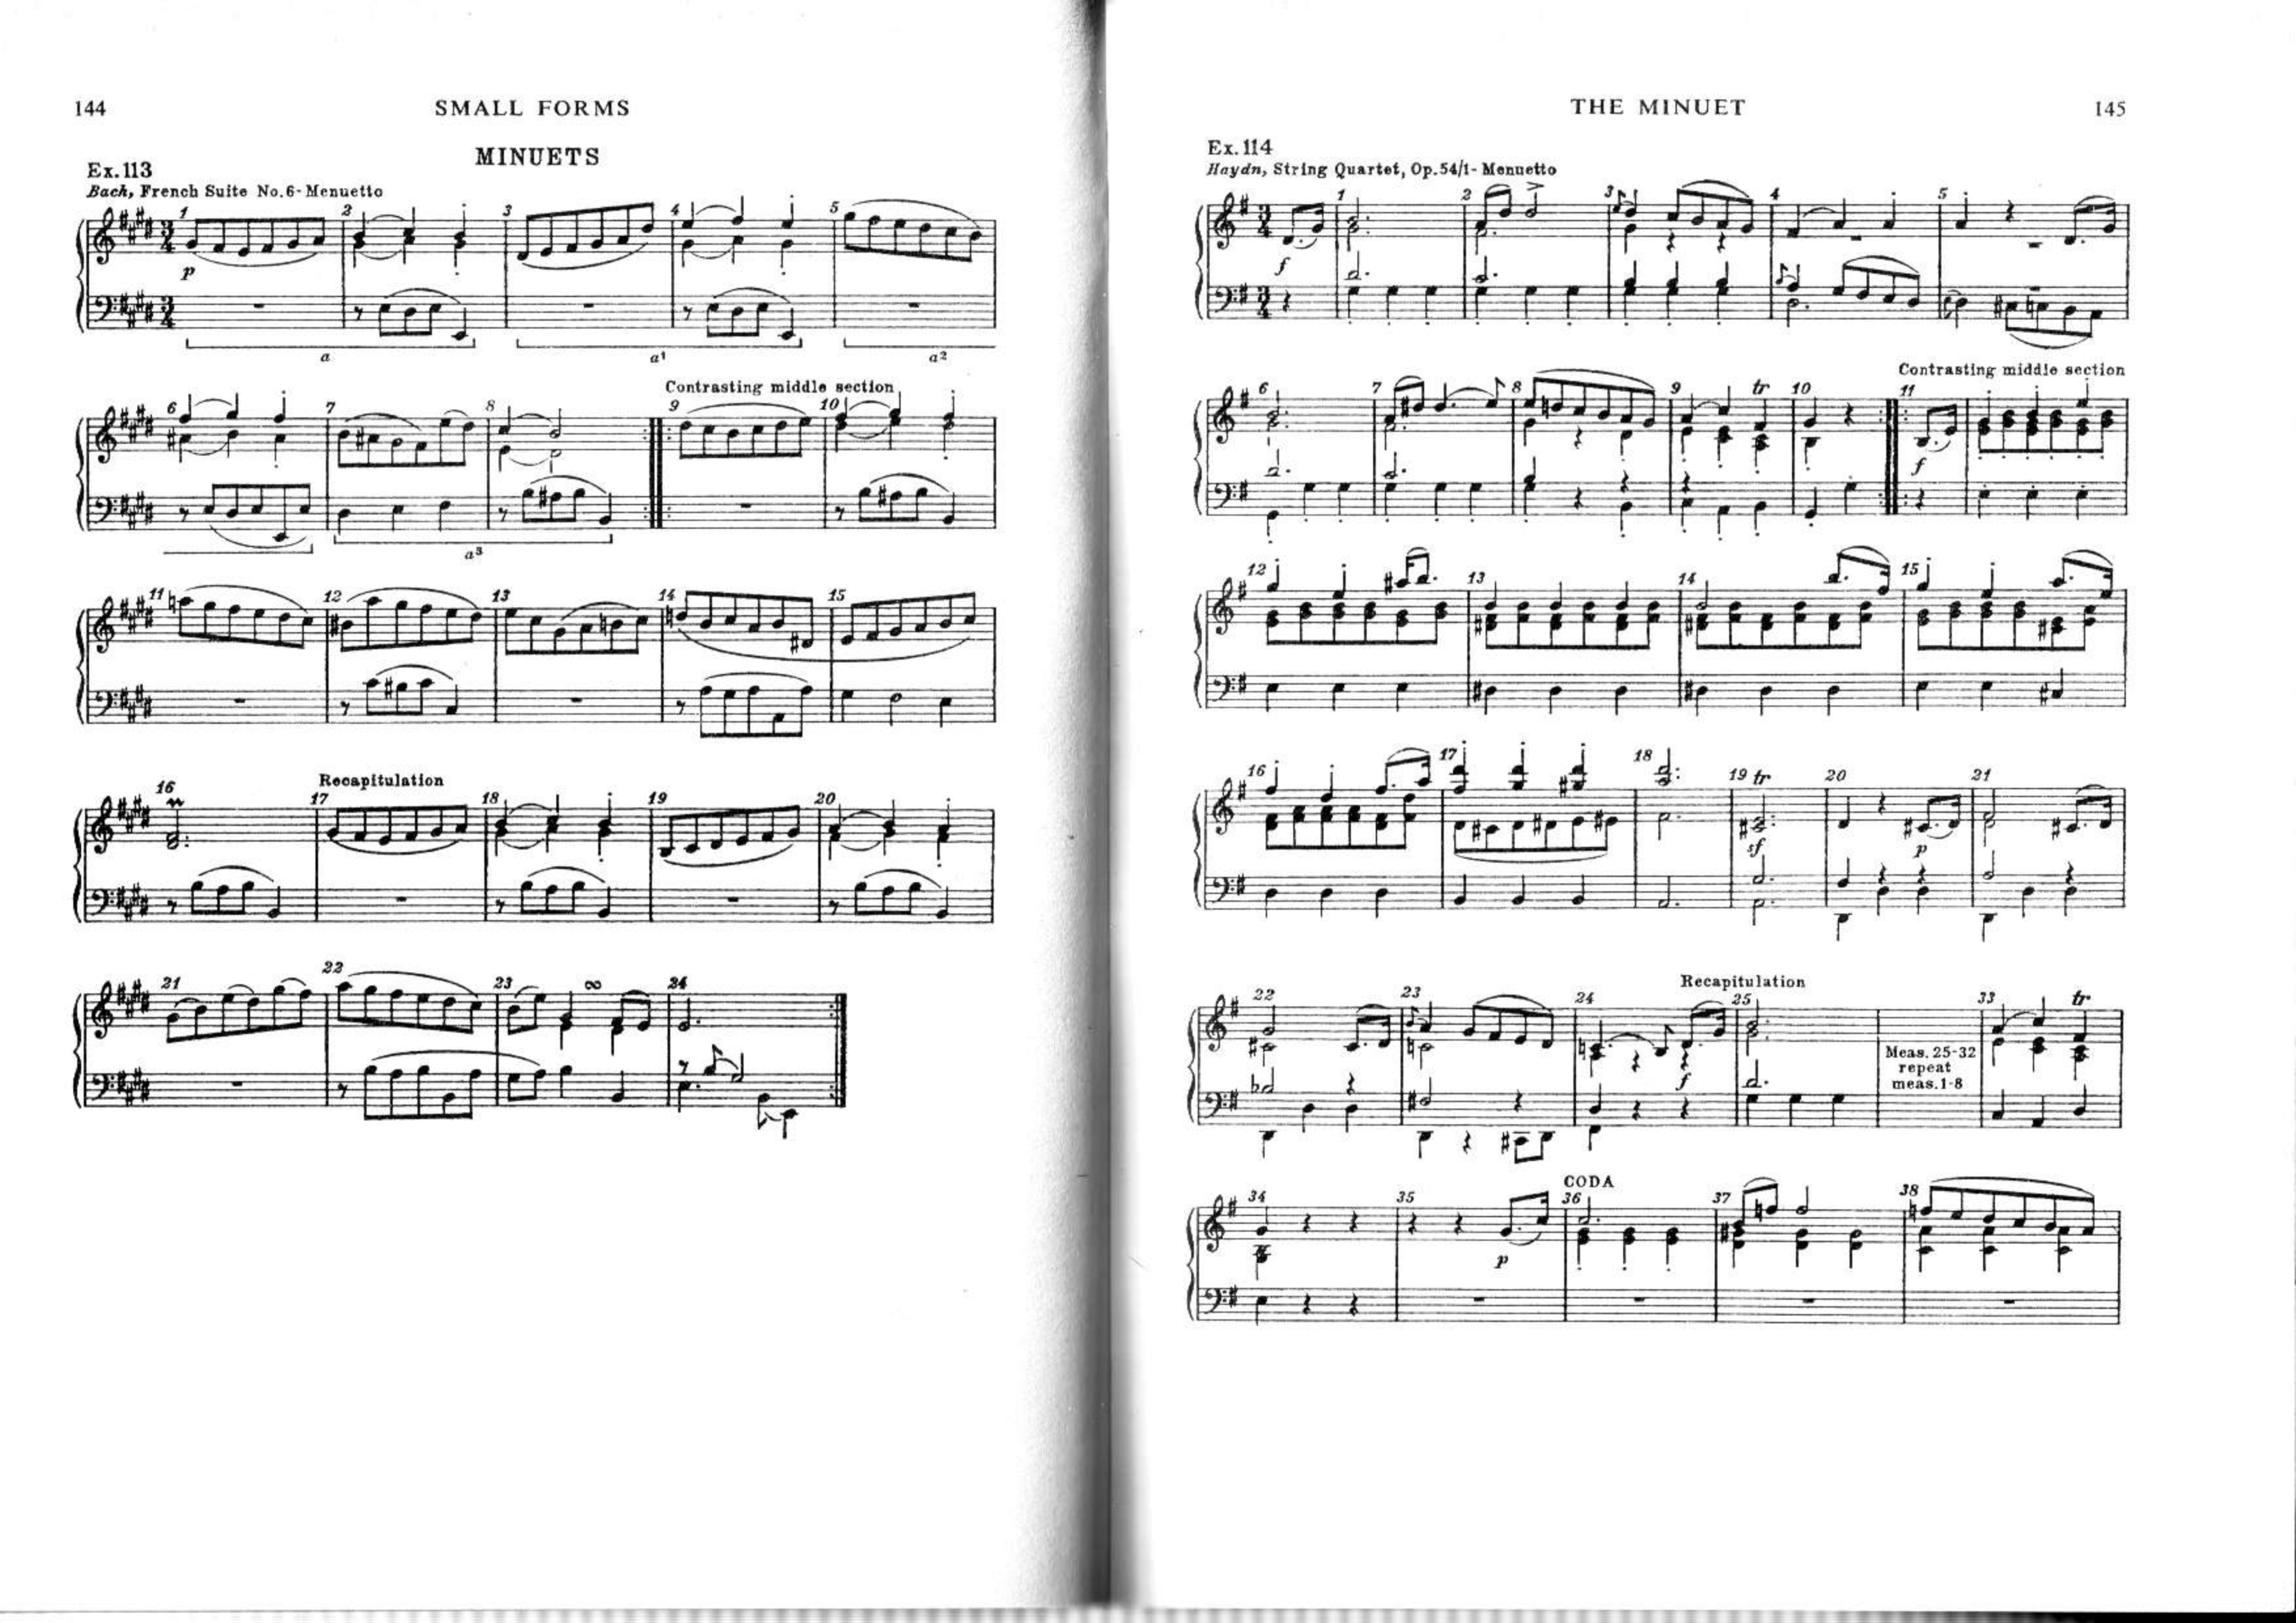 144
SMALL FORMS
MINUETS
Ex. 113
Bach, French Suite No. 6 - Menuetto
1 2 3 4 5
p
a a1 a2
Contrasting middle section
6 7 8 9 10
a3
11 12 13 14 15
Recapitulation
16 17 18 19 20
21 22 23 24
THE MINUET
145
Ex. 114
Haydn, String Quartet, Op. 54/1 - Menuetto
1 2 3 4 5
f
Contrasting middle section
6 7 8 9 tr 10 11
f
12 13 14 15
16 17 18 19 tr 20 21
sf p
Recapitulation
22 23 24 25 33 tr
f
Meas. 25-32
repeat
meas. 1-8
CODA
34 35 36 37 38
p